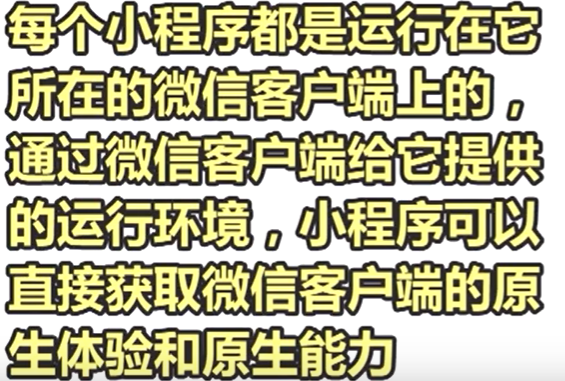 每个小程序都是运行在它
所在的微信客户端上的，
通过微信客户端给它提供
的运行环境，小程序可以
直接获取微信客户端的原
生体验和原生能力